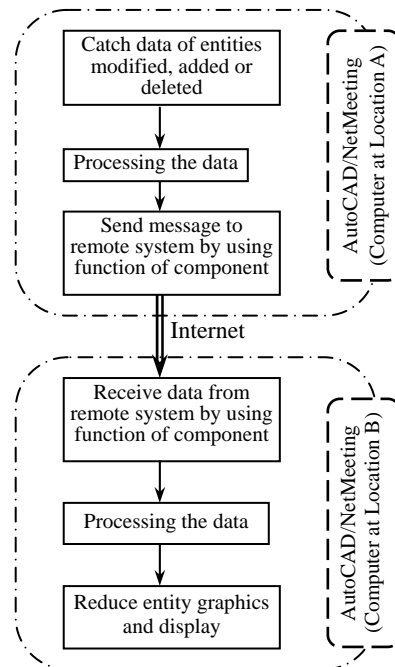 Catch data of entities
modified, added or
deleted
Processing the data
Send message to
remote system by using
function of component
AutoCAD/NetMeeting
(Computer at Location A)
Internet
Receive data from
remote system by using
function of component
Processing the data
Reduce entity graphics
and display
AutoCAD/NetMeeting
(Computer at Location B)